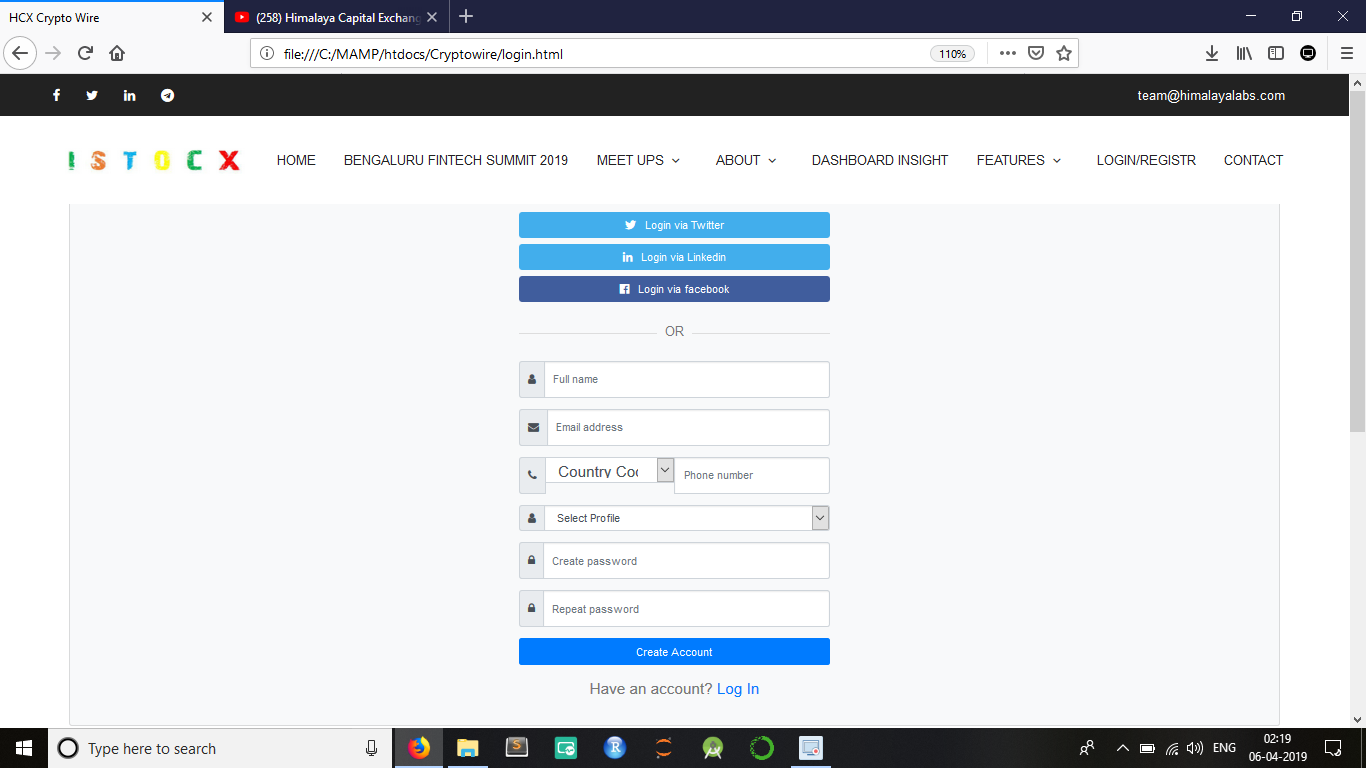 HCX Crypto Wire
(258) Himalaya Capital Exchang
file:///C:/MAMP/htdocs/Cryptowire/login.html
110%
team@himalayalabs.com
ISTOCX
HOME
BENGALURU FINTECH SUMMIT 2019
MEET UPS
ABOUT
DASHBOARD INSIGHT
FEATURES
LOGIN/REGISTR
CONTACT
Login via Twitter
Login via Linkedin
Login via facebook
OR
Full name
Email address
Country Coc
Phone number
Select Profile
Create password
Repeat password
Create Account
Have an account? Log In
Type here to search
ENG
02:19
06-04-2019